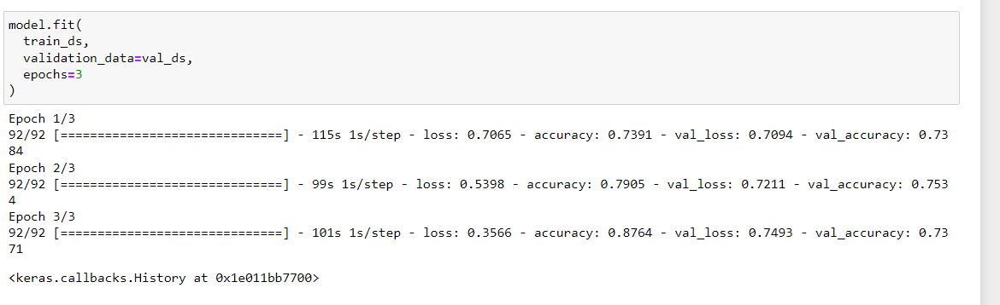 model.fit(
  train_ds,
  validation_data=val_ds,
  epochs=3
)
Epoch 1/3
92/92 [==============================] - 115s 1s/step - loss: 0.7065 - accuracy: 0.7391 - val_loss: 0.7094 - val_accuracy: 0.73
84
Epoch 2/3
92/92 [==============================] - 99s 1s/step - loss: 0.5398 - accuracy: 0.7905 - val_loss: 0.7211 - val_accuracy: 0.753
4
Epoch 3/3
92/92 [==============================] - 101s 1s/step - loss: 0.3566 - accuracy: 0.8764 - val_loss: 0.7493 - val_accuracy: 0.73
71
<keras.callbacks.History at 0x1e011bb7700>